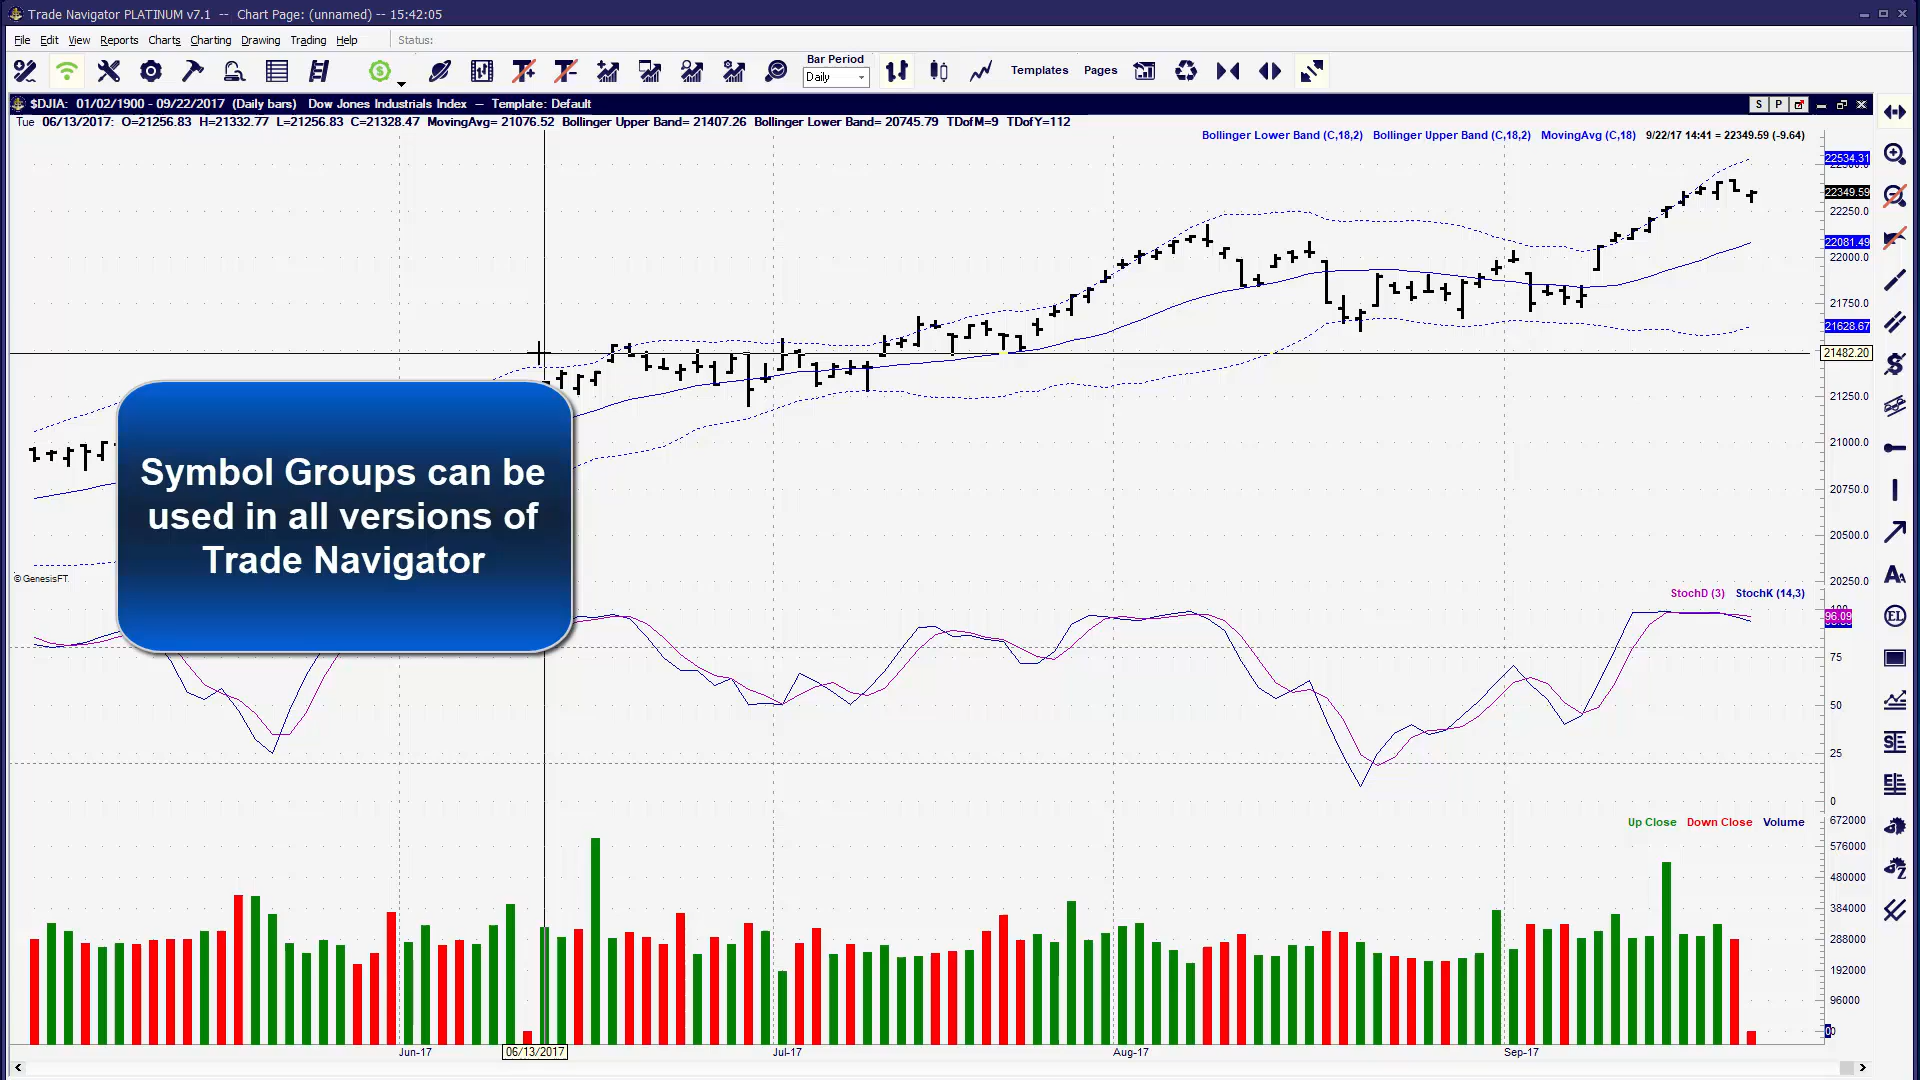 Trade Navigator PLATINUM v7.1 -- Chart Page: (unnamed) -- 15:42:05
File Edit View Reports Charts Charting Drawing Trading Help Status:
Bar Period
Daily
Templates Pages
$DJIA: 01/02/1900 - 09/22/2017 (Daily bars) Dow Jones Industrials Index — Template: Default
S P
Tue 06/13/2017: O=21256.83 H=21332.77 L=21256.83 C=21328.47 MovingAvg= 21076.52 Bollinger Upper Band= 21407.26 Bollinger Lower Band= 20745.79 TDofM=9 TDofY=112
Bollinger Lower Band (C,18,2) Bollinger Upper Band (C,18,2) MovingAvg (C,18) 9/22/17 14:41 = 22349.59 (-9.64)
22534.31
22349.59
22250.0
22081.49
22000.0
21750.0
21628.67
21482.20
21250.0
21000.0
20750.0
20500.0
20250.0
Symbol Groups can be
used in all versions of
Trade Navigator
© GenesisFT.
StochD (3) StochK (14,3)
96.09
75
50
25
0
Up Close Down Close Volume
672000
576000
480000
384000
288000
192000
96000
Jun-17 06/13/2017 Jul-17 Aug-17 Sep-17
EL